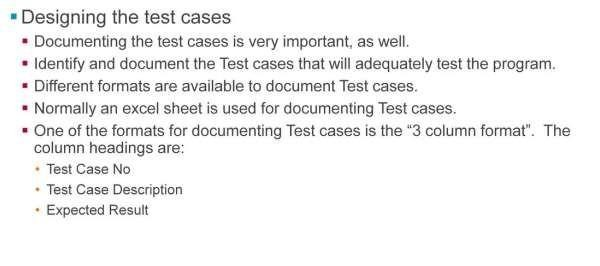 Designing the test cases
Documenting the test cases is very important, as well.
Identify and document the Test cases that will adequately test the program.
Different formats are available to document Test cases.
Normally an excel sheet is used for documenting Test cases.
One of the formats for documenting Test cases is the “3 column format”.  The
column headings are:
Test Case No
Test Case Description
Expected Result